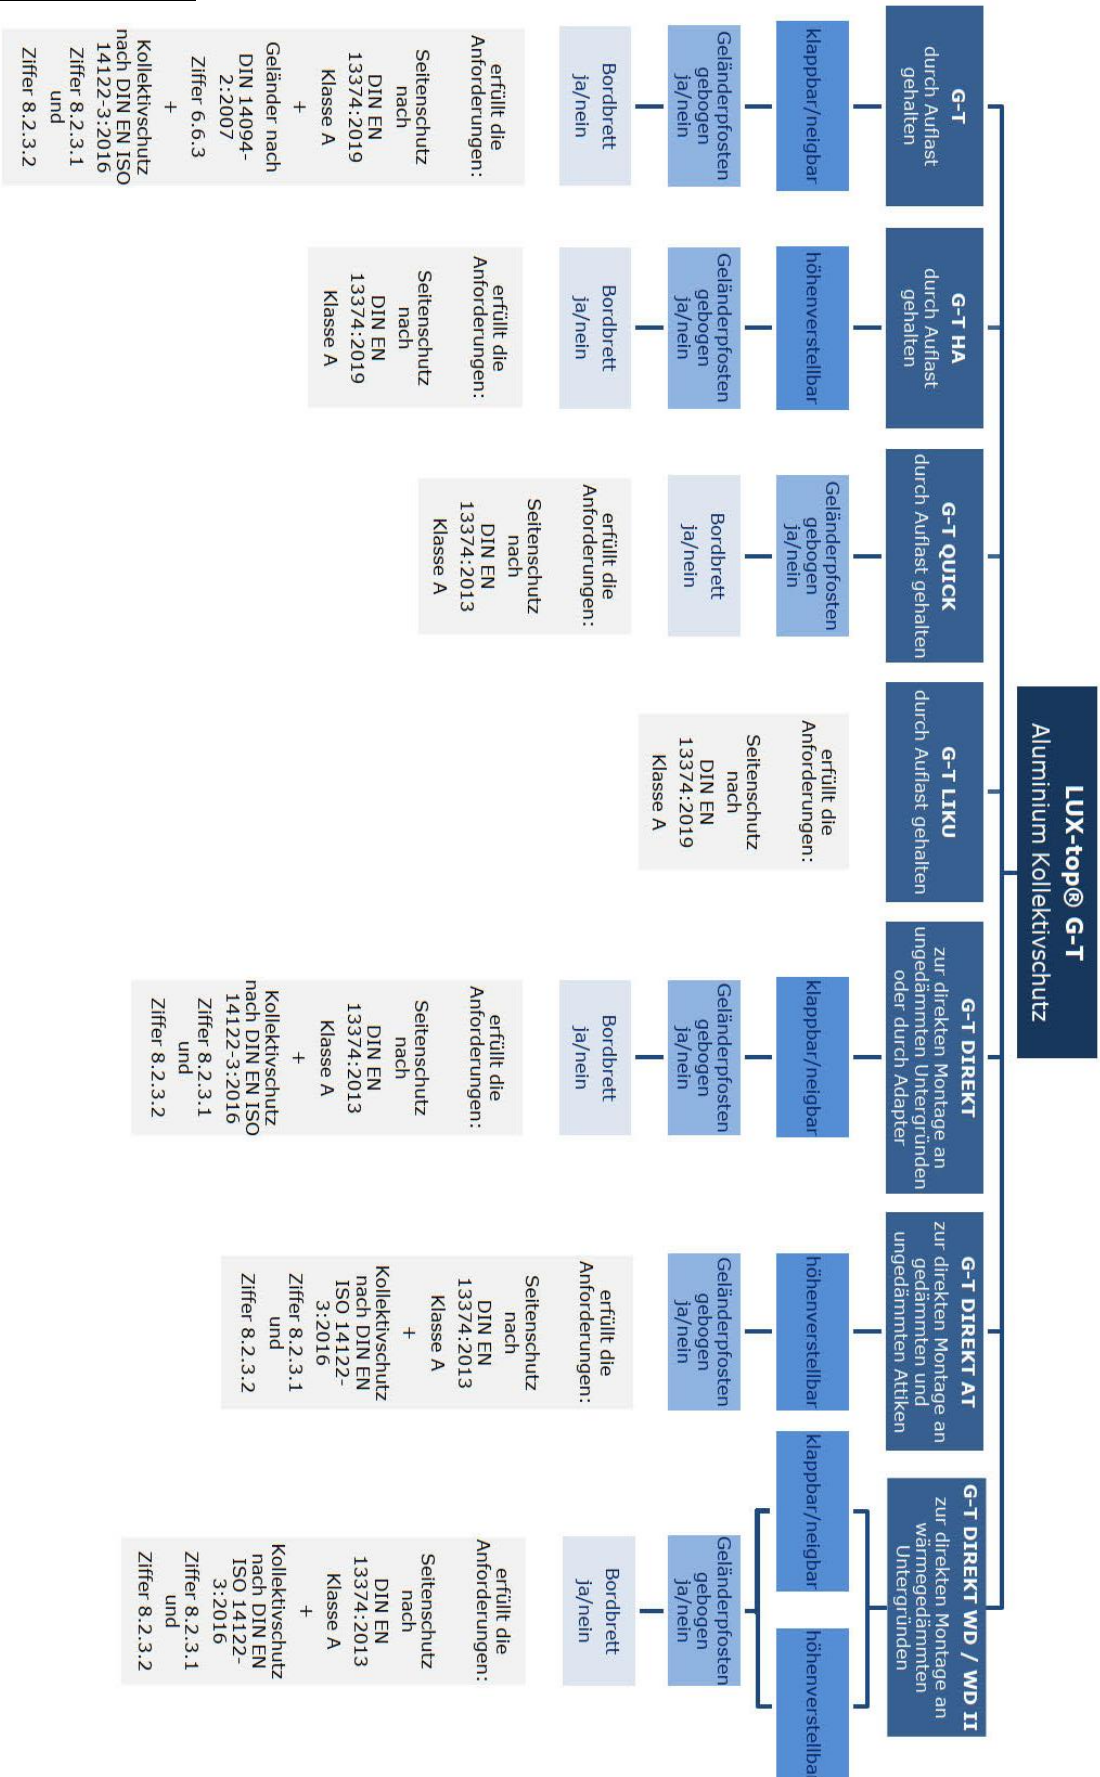 LUX-top® G-T
Aluminium Kollektivschutz
G-T
durch Auflast
gehalten
klappbar/neigbar
Geländerpfosten
gebogen
ja/nein
Bordbrett
ja/nein
erfüllt die
Anforderungen:
Seitenschutz
nach
DIN EN
13374:2019
Klasse A
+
Geländer nach
DIN 14094-
2:2007
Ziffer 6.6.3
+
Kollektivschutz
nach DIN EN ISO
14122-3:2016
Ziffer 8.2.3.1
und
Ziffer 8.2.3.2
G-T HA
durch Auflast
gehalten
höhenverstellbar
Geländerpfosten
gebogen
ja/nein
Bordbrett
ja/nein
erfüllt die
Anforderungen:
Seitenschutz
nach
DIN EN
13374:2019
Klasse A
G-T QUICK
durch Auflast gehalten
Geländerpfosten
gebogen
ja/nein
Bordbrett
ja/nein
erfüllt die
Anforderungen:
Seitenschutz
nach
DIN EN
13374:2013
Klasse A
G-T LIKU
durch Auflast gehalten
erfüllt die
Anforderungen:
Seitenschutz
nach
DIN EN
13374:2019
Klasse A
G-T DIREKT
zur direkten Montage an
ungedämmten Untergründen
oder durch Adapter
klappbar/neigbar
Geländerpfosten
gebogen
ja/nein
Bordbrett
ja/nein
erfüllt die
Anforderungen:
Seitenschutz
nach
DIN EN
13374:2013
Klasse A
+
Kollektivschutz
nach DIN EN ISO
14122-3:2016
Ziffer 8.2.3.1
und
Ziffer 8.2.3.2
G-T DIREKT AT
zur direkten Montage an
gedämmten und
ungedämmten Attiken
höhenverstellbar
Geländerpfosten
gebogen
ja/nein
erfüllt die
Anforderungen:
Seitenschutz
nach
DIN EN
13374:2013
Klasse A
+
Kollektivschutz
nach DIN EN
ISO 14122-
3:2016
Ziffer 8.2.3.1
und
Ziffer 8.2.3.2
G-T DIREKT WD / WD II
zur direkten Montage an
wärmegedämmten
Untergründen
klappbar/neigbar
höhenverstellbar
Geländerpfosten
gebogen
ja/nein
Bordbrett
ja/nein
erfüllt die
Anforderungen:
Seitenschutz
nach
DIN EN
13374:2013
Klasse A
+
Kollektivschutz
nach DIN EN
ISO 14122-
3:2016
Ziffer 8.2.3.1
und
Ziffer 8.2.3.2